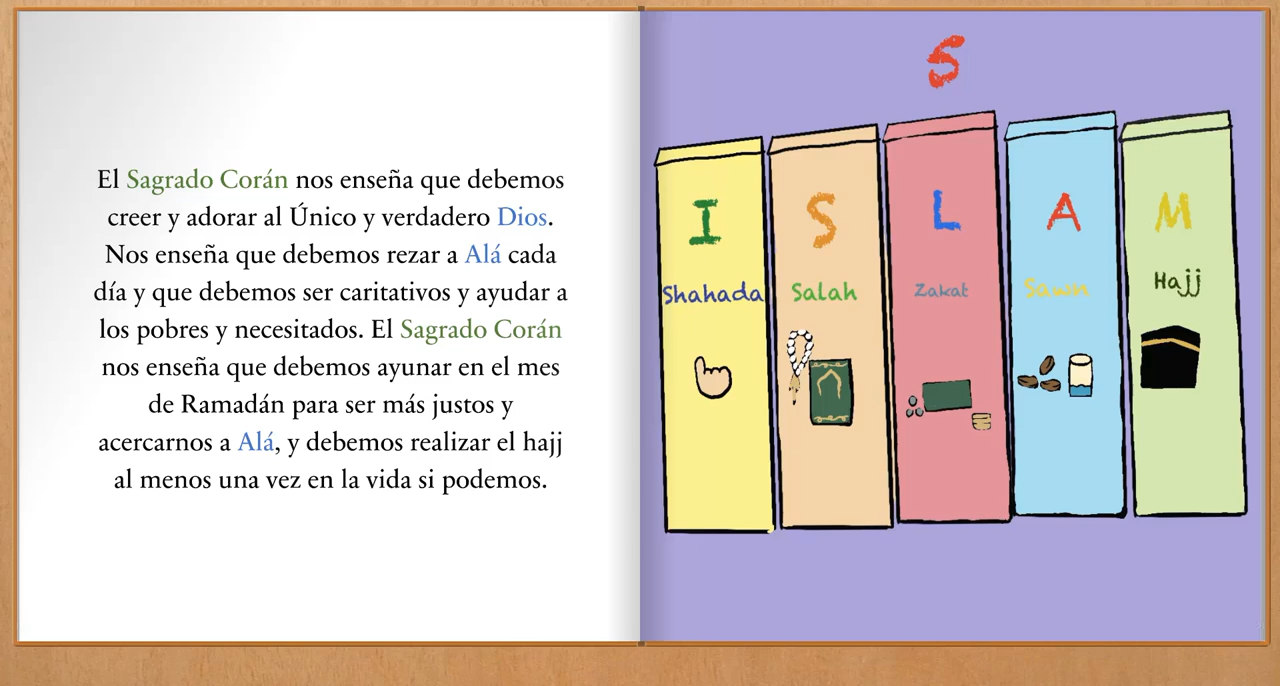 El Sagrado Corán nos enseña que debemos
creer y adorar al Único y verdadero Dios.
Nos enseña que debemos rezar a Alá cada
día y que debemos ser caritativos y ayudar a
los pobres y necesitados. El Sagrado Corán
nos enseña que debemos ayunar en el mes
de Ramadán para ser más justos y
acercarnos a Alá, y debemos realizar el hajj
al menos una vez en la vida si podemos.
5
I S L A M
Shahada Salah Zakat Sawn Hajj